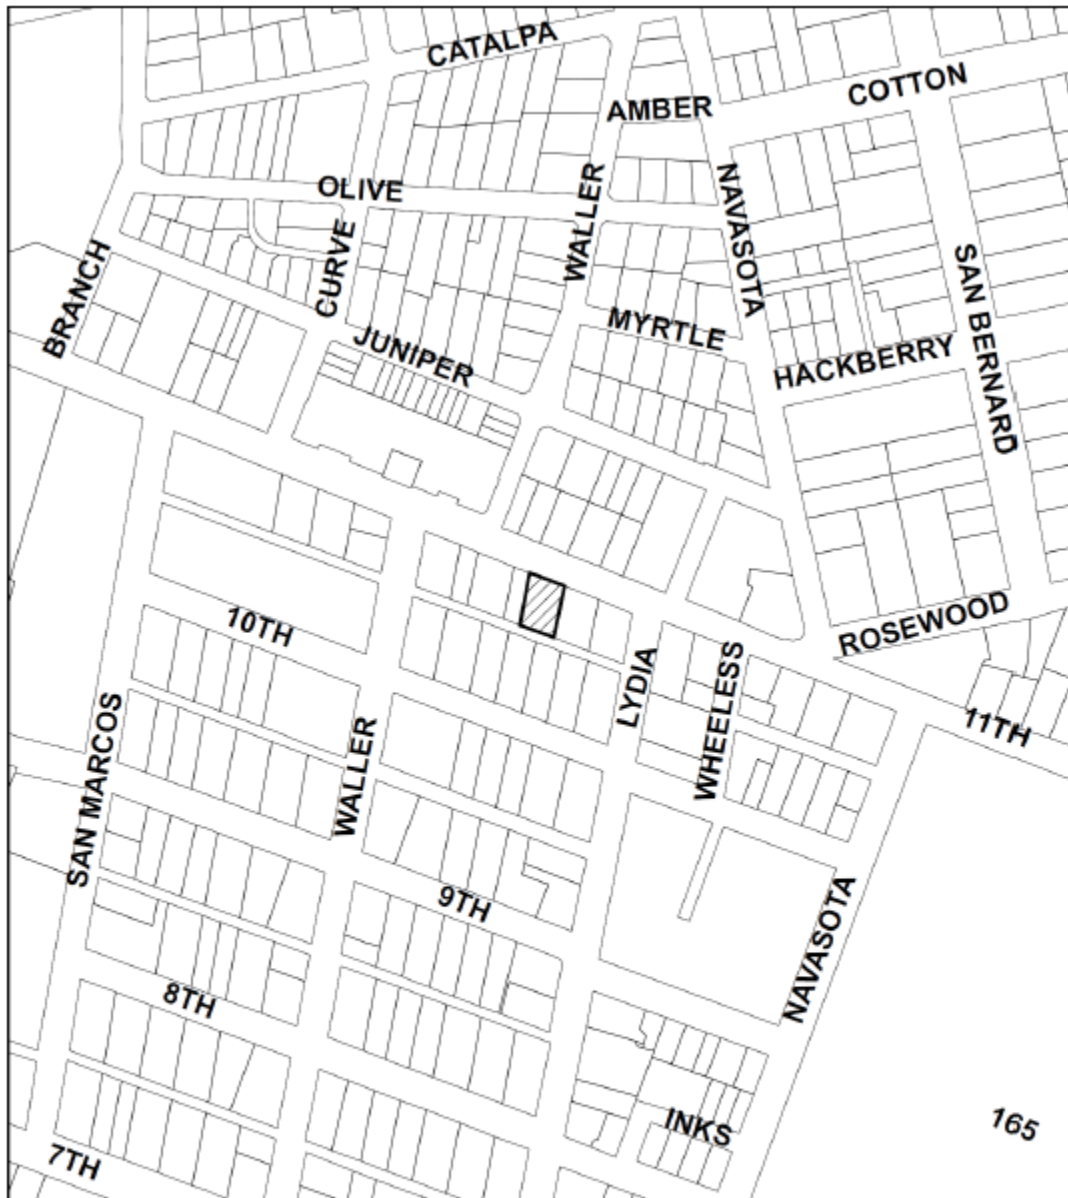 CATALPA
COTTON
AMBER
OLIVE
WALLER
NAVASOTA
CURVE
BRANCH
SAN BERNARD
JUNIPER
MYRTLE
HACKBERRY
10TH
LYDIA
WHEELESS
ROSEWOOD
11TH
SAN MARCOS
WALLER
9TH
NAVASOTA
8TH
INKS
165
7TH